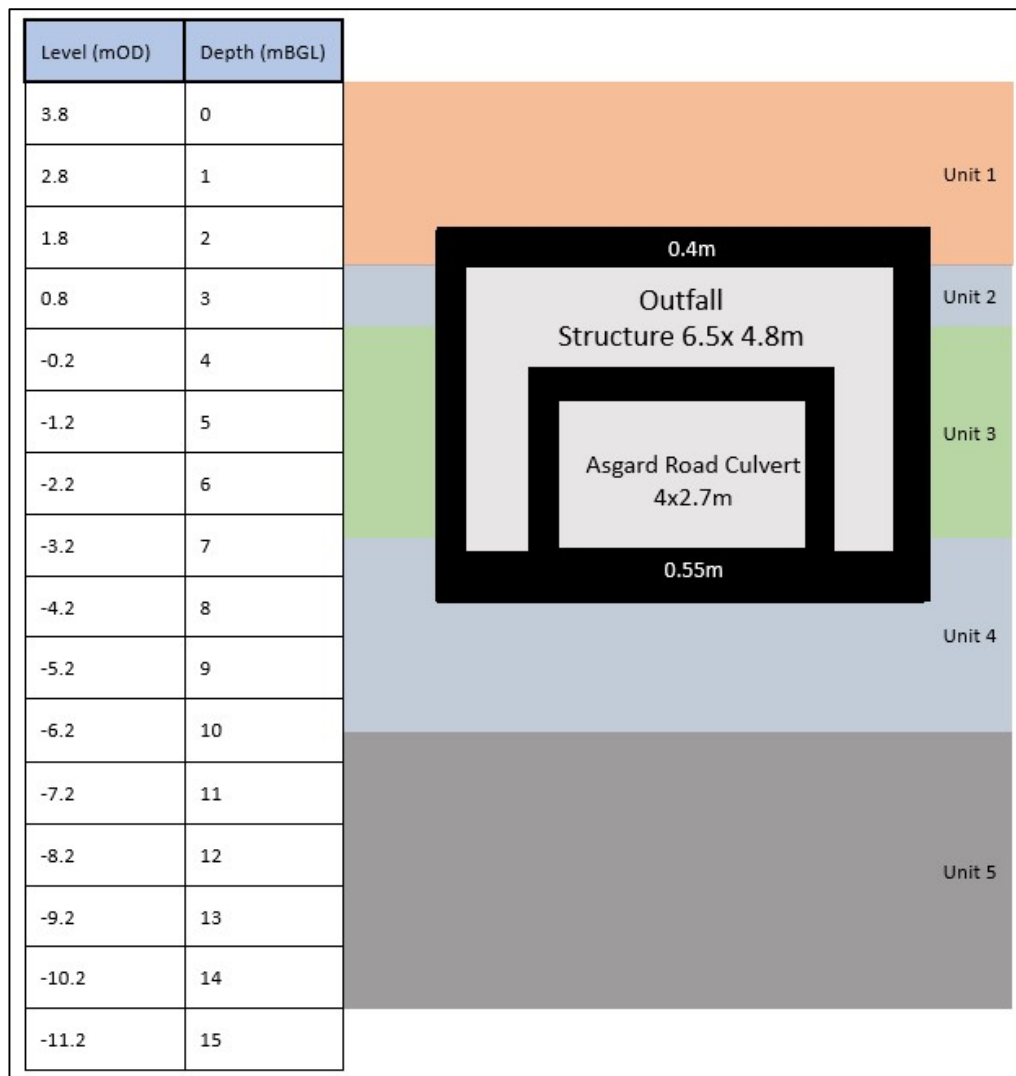 Level (mOD) Depth (mBGL)
3.8 0
2.8 1
1.8 2
0.8 3
-0.2 4
-1.2 5
-2.2 6
-3.2 7
-4.2 8
-5.2 9
-6.2 10
-7.2 11
-8.2 12
-9.2 13
-10.2 14
-11.2 15
Unit 1
0.4m
Outfall
Structure 6.5x 4.8m
Unit 2
Asgard Road Culvert
4x2.7m
Unit 3
0.55m
Unit 4
Unit 5